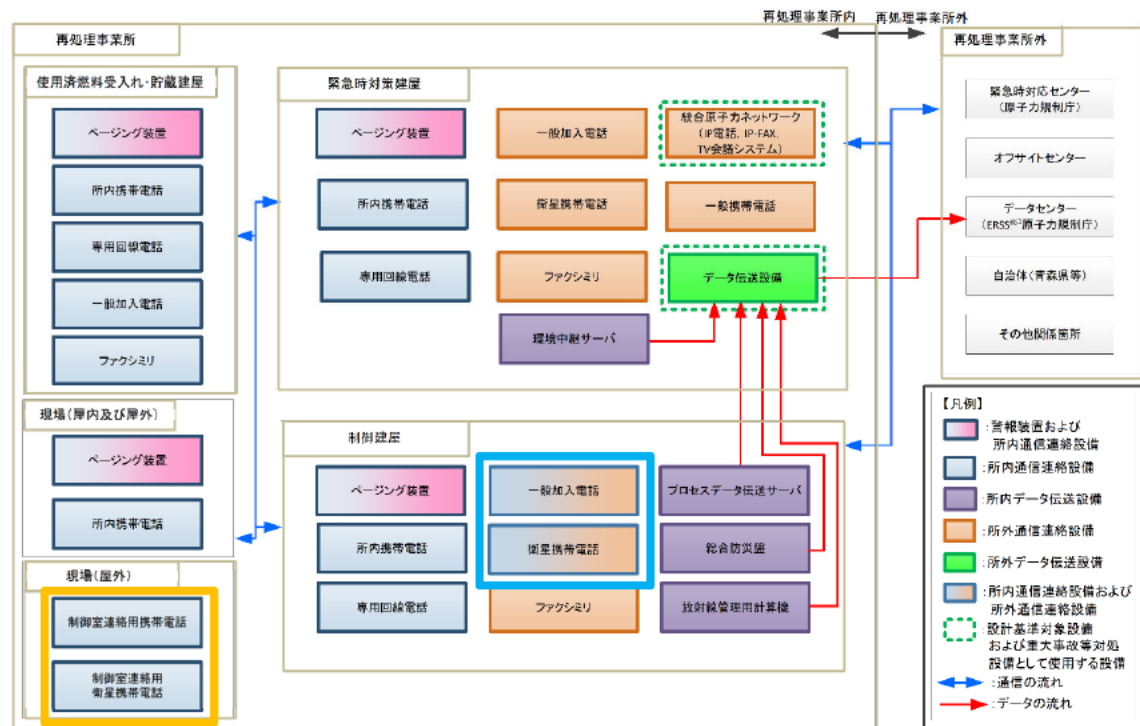 再処理事業所内
再処理事業所外
再処理事業所
使用済燃料受入れ・貯蔵建屋
ページング装置
所内携帯電話
専用回線電話
一般加入電話
ファクシミリ
現場(屋内及び屋外)
ページング装置
所内携帯電話
現場(屋外)
制御室連絡用携帯電話
制御室連絡用
衛星携帯電話
緊急時対策建屋
ページング装置
一般加入電話
統合原子力ネットワーク
(IP電話、IP-FAX、
TV会議システム)
所内携帯電話
衛星携帯電話
一般携帯電話
専用回線電話
ファクシミリ
データ伝送設備
環境中継サーバ
制御建屋
ページング装置
一般加入電話
プロセスデータ伝送サーバ
所内携帯電話
衛星携帯電話
総合防災盤
専用回線電話
ファクシミリ
放射線管理用計算機
再処理事業所外
緊急時対応センター
(原子力規制庁)
オフサイトセンター
データセンター
(ERSS 原子力規制庁)
自治体(青森県等)
その他関係箇所
【凡例】
:警報装置および
所内通信連絡設備
:所内通信連絡設備
:所内データ伝送設備
:所外通信連絡設備
:所外データ伝送設備
:所内通信連絡設備および
所外通信連絡設備
:設計基準対象設備
および重大事故等対処
設備として使用する設備
:通信の流れ
:データの流れ